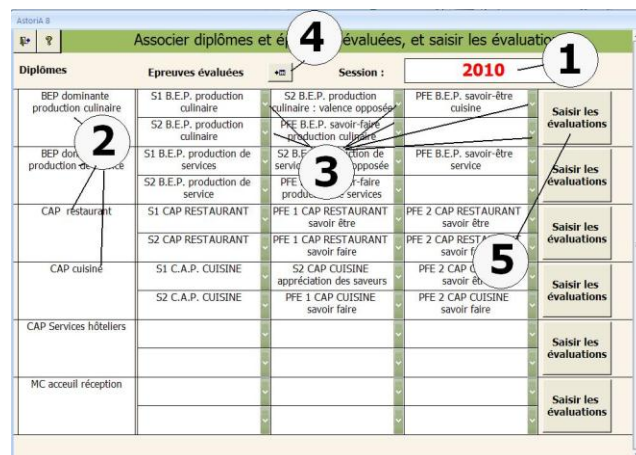 AstoriA 8
? Associer diplômes et 4 évaluées, et saisir les 1
Diplômes Epreuves évaluées Session : 2010
BEP dominante
production culinaire
S1 B.E.P. production
culinaire
S2 B.E.P. production
culinaire : valence opposée
PFE B.E.P. savoir-être
cuisine
Saisir les
évaluations
S2 B.E.P. production
culinaire
PFE B.E.P. savoir-faire
production culinaire
2
3
BEP
production de
S1 B.E.P. production de
services
S2 de
opposée
PFE B.E.P. savoir-être
service
Saisir les
évaluations
S2 B.E.P. production de
service
PFE
services
CAP restaurant
S1 CAP RESTAURANT
PFE 1 CAP RESTAURANT
savoir être
PFE 2 CAP RESTAURANT
savoir être
Saisir les
évaluations
S2 CAP RESTAURANT
PFE 1 CAP RESTAURANT
savoir faire
PFE 2 CAP
savoir faire
5
CAP cuisine
S1 C.A.P. CUISINE
S2 CAP CUISINE
appréciation des saveurs
PFE 2 CAP
savoir
Saisir les
évaluations
S2 C.A.P. CUISINE
PFE 1 CAP CUISINE
savoir faire
PFE 2 CAP CUISINE
savoir faire
CAP Services hôteliers
Saisir les
évaluations
MC acceuil réception
Saisir les
évaluations